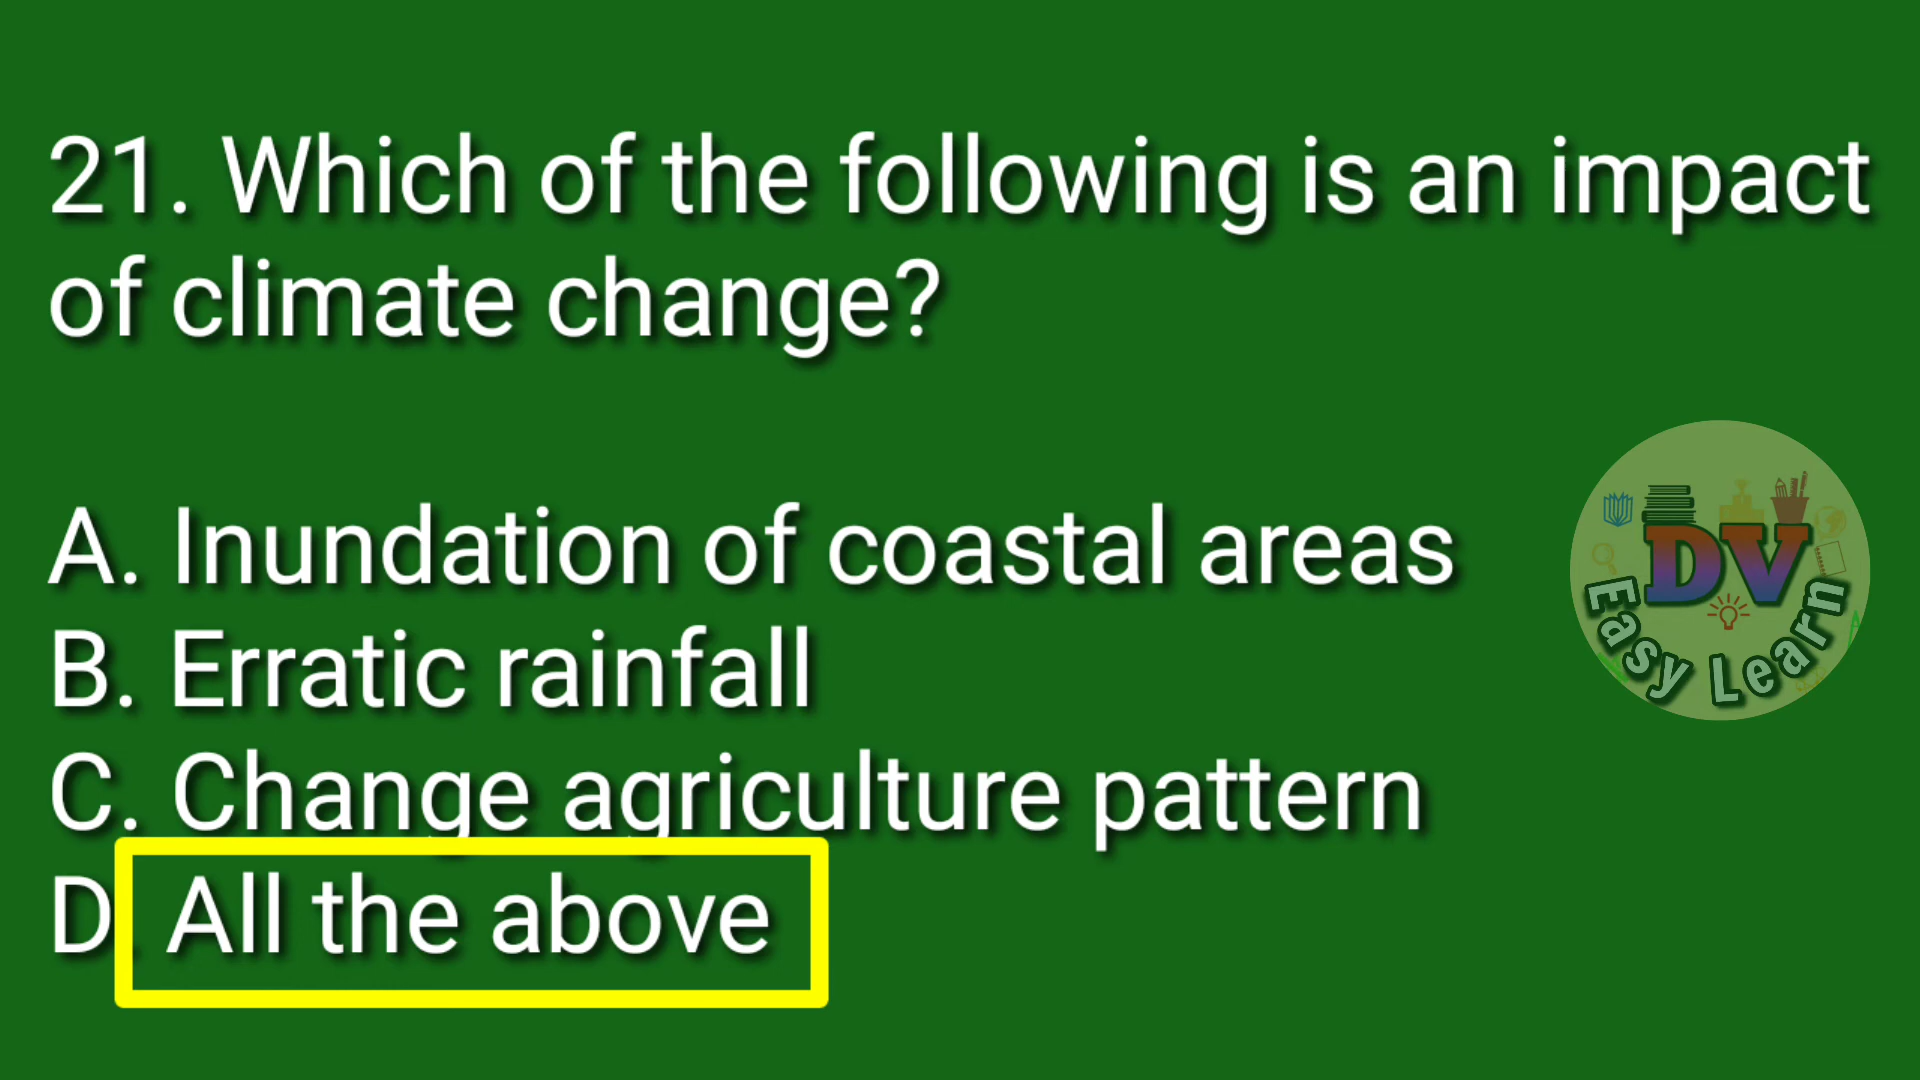 21. Which of the following is an impact
of climate change?
A. Inundation of coastal areas
B. Erratic rainfall
C. Change agriculture pattern
D. All the above
DV
Easy Learn